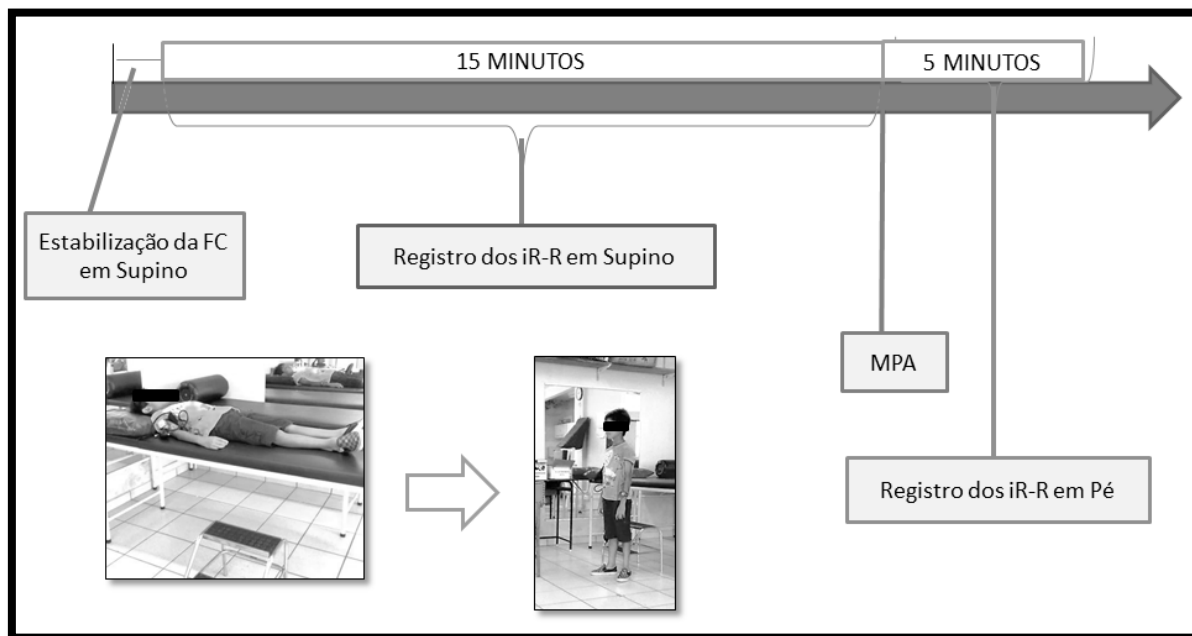 15 MINUTOS
5 MINUTOS
Estabilização da FC
em Supino
Registro dos iR-R em Supino
MPA
Registro dos iR-R em Pé